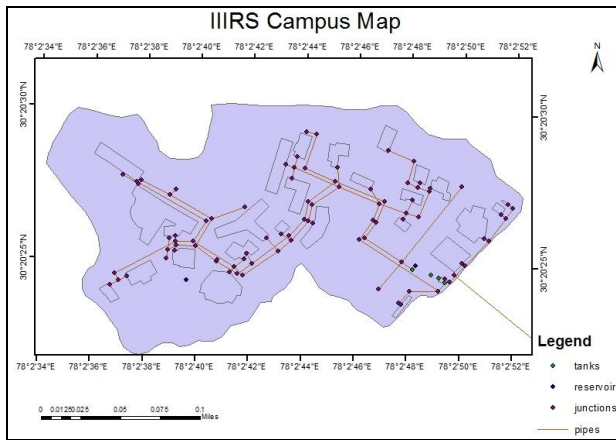 IIIRS Campus Map
78°2'34"E 78°2'36"E 78°2'38"E 78°2'40"E 78°2'42"E 78°2'44"E 78°2'46"E 78°2'48"E 78°2'50"E 78°2'52"E
N
30°20'30"N 30°20'30"N
30°20'25"N 30°20'25"N
Legend
tanks
reservoir
junctions
pipes
78°2'34"E 78°2'36"E 78°2'38"E 78°2'40"E 78°2'42"E 78°2'44"E 78°2'46"E 78°2'48"E 78°2'50"E 78°2'52"E
0 0.0125 0.025 0.05 0.075 0.1
Miles